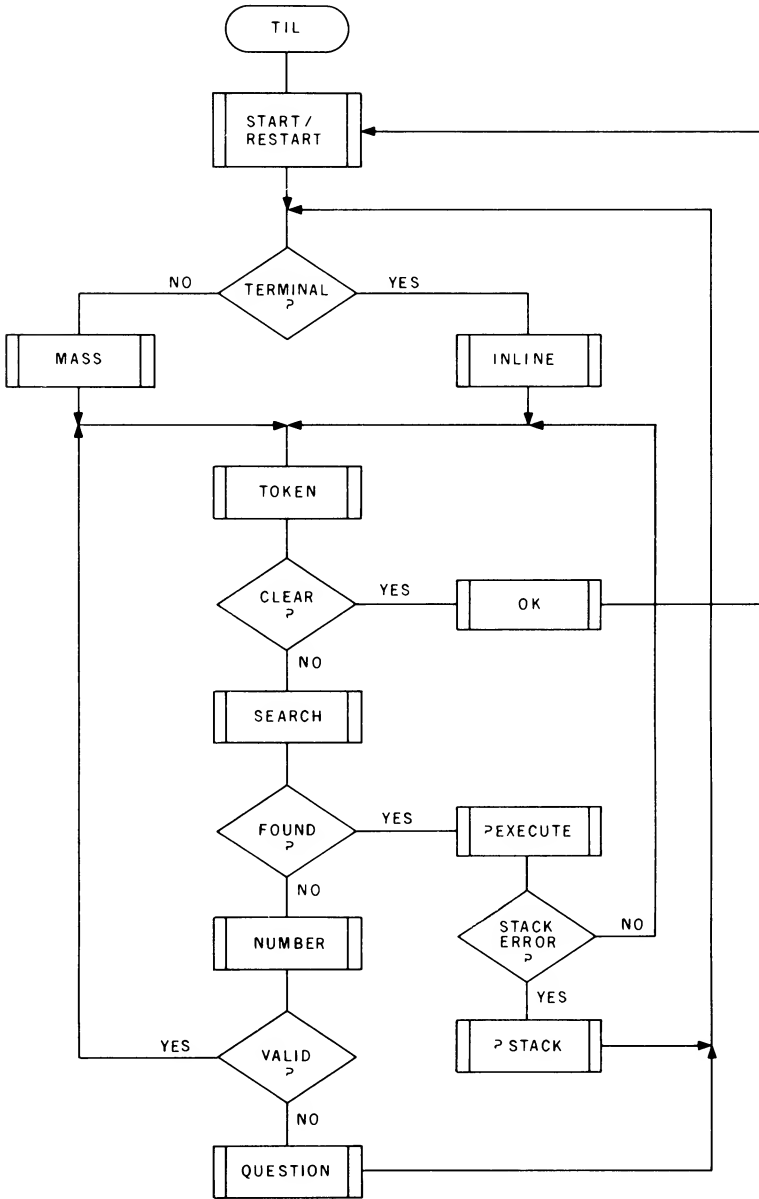 TIL
START/
RESTART
NO
TERMINAL
?
YES
MASS
INLINE
TOKEN
CLEAR
?
YES
OK
NO
SEARCH
FOUND
?
YES
?EXECUTE
NO
STACK
ERROR
?
NO
NUMBER
YES
?STACK
YES
VALID
?
NO
QUESTION